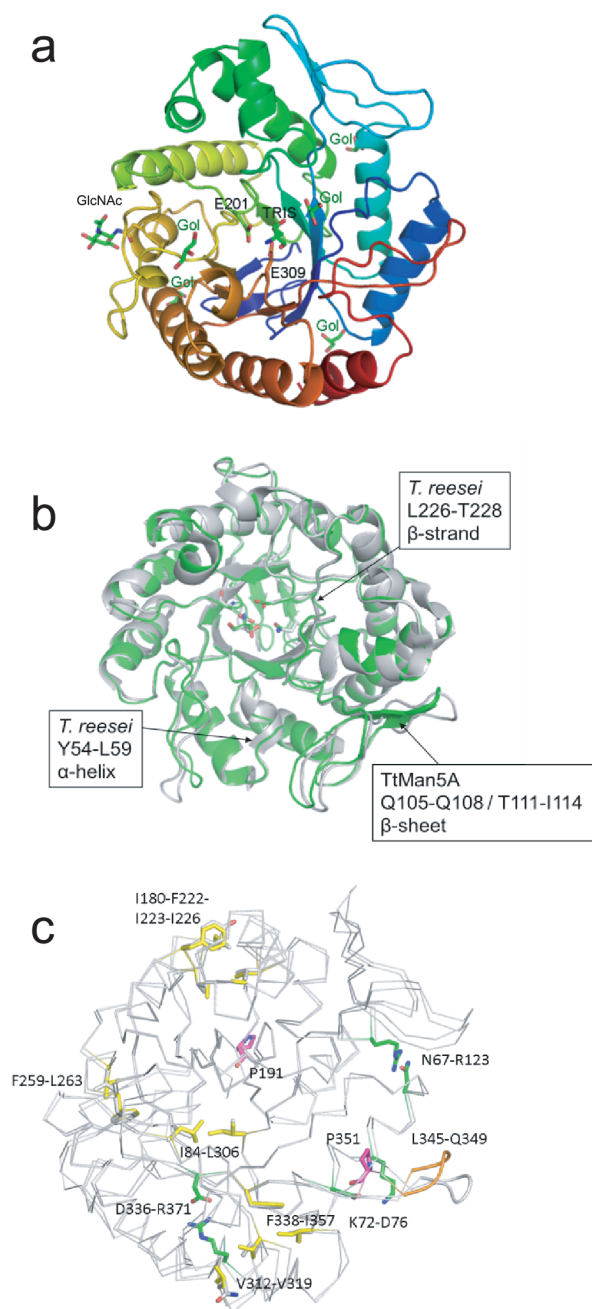 a
Gol
E201
TRIS
Gol
GlcNAc
Gol
E309
Gol
Gol
b
T. reesei
L226-T228
β-strand
T. reesei
Y54-L59
α-helix
TtMan5A
Q105-Q108 / T111-I114
β-sheet
c
I180-F222-
I223-I226
N67-R123
P191
F259-L263
P351
L345-Q349
I84-L306
D336-R371
F338-I357
K72-D76
V312-V319